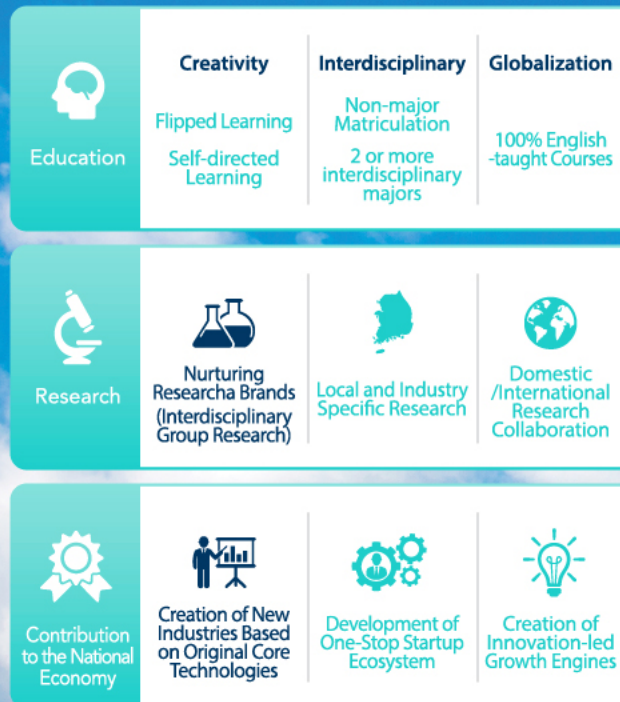 Education
Creativity
Flipped Learning
Self-directed
Learning
Interdisciplinary
Non-major
Matriculation
2 or more
interdisciplinary
majors
Globalization
100% English
-taught Courses
Research
Nurturing
Researcha Brands
(Interdisciplinary
Group Research)
Local and Industry
Specific Research
Domestic
/International
Research
Collaboration
Contribution
to the National
Economy
Creation of New
Industries Based
on Original Core
Technologies
Development of
One-Stop Startup
Ecosystem
Creation of
Innovation-led
Growth Engines